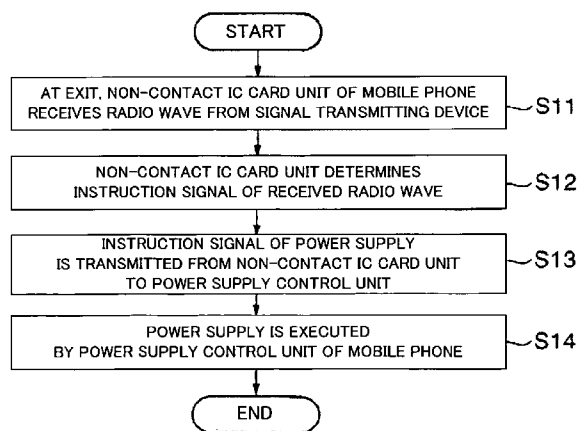 START
AT EXIT, NON-CONTACT IC CARD UNIT OF MOBILE PHONE
RECEIVES RADIO WAVE FROM SIGNAL TRANSMITTING DEVICE
S11
NON-CONTACT IC CARD UNIT DETERMINES
INSTRUCTION SIGNAL OF RECEIVED RADIO WAVE
S12
INSTRUCTION SIGNAL OF POWER SUPPLY
IS TRANSMITTED FROM NON-CONTACT IC CARD UNIT
TO POWER SUPPLY CONTROL UNIT
S13
POWER SUPPLY IS EXECUTED
BY POWER SUPPLY CONTROL UNIT OF MOBILE PHONE
S14
END